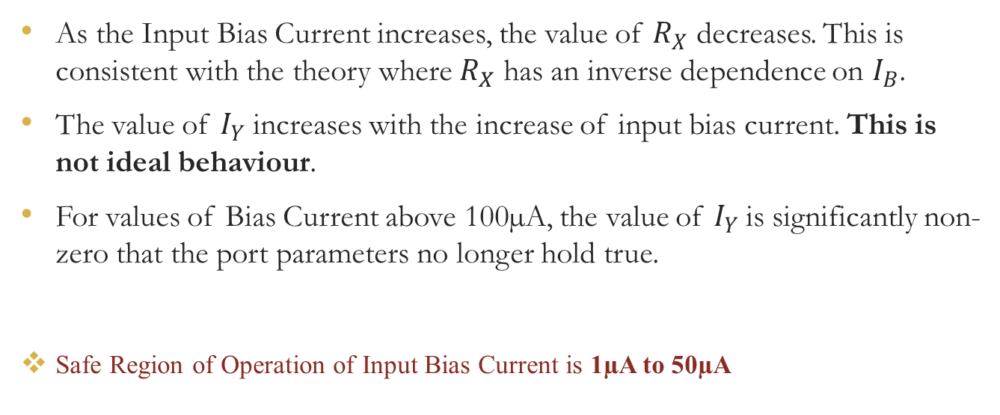 • As the Input Bias Current increases, the value of R_X decreases. This is
consistent with the theory where R_X has an inverse dependence on I_B.
• The value of I_Y increases with the increase of input bias current. This is
not ideal behaviour.
• For values of Bias Current above 100μA, the value of I_Y is significantly non-
zero that the port parameters no longer hold true.
❖ Safe Region of Operation of Input Bias Current is 1μA to 50μA